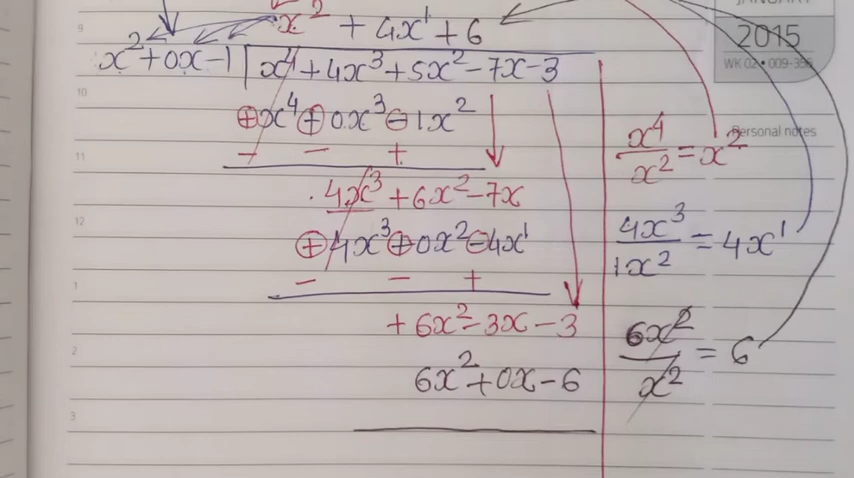 JANUARY
2015
WK 02 • 009-356
9
x² + 4x¹ + 6
x² + 0x - 1 | x⁴ + 4x³ + 5x² - 7x - 3
10
⊕x⁴ ⊕ 0x³ ⊖ 1x²
Personal notes
x⁴/x² = x²
11
- - +
4x³ + 6x² - 7x
12
⊕4x³ ⊕ 0x² ⊖ 4x¹
4x³/1x² = 4x¹
1
- - +
+ 6x² - 3x - 3
2
6x²/x² = 6
6x² + 0x - 6
3